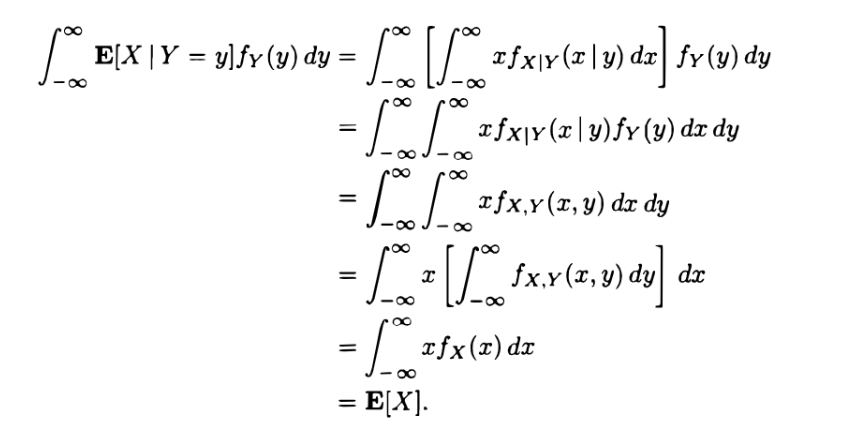 ∫_{-∞}^{∞} E[X | Y = y] f_Y(y) dy = ∫_{-∞}^{∞} [∫_{-∞}^{∞} x f_{X|Y}(x | y) dx] f_Y(y) dy
= ∫_{-∞}^{∞} ∫_{-∞}^{∞} x f_{X|Y}(x | y) f_Y(y) dx dy
= ∫_{-∞}^{∞} ∫_{-∞}^{∞} x f_{X,Y}(x, y) dx dy
= ∫_{-∞}^{∞} x [∫_{-∞}^{∞} f_{X,Y}(x, y) dy] dx
= ∫_{-∞}^{∞} x f_X(x) dx
= E[X].